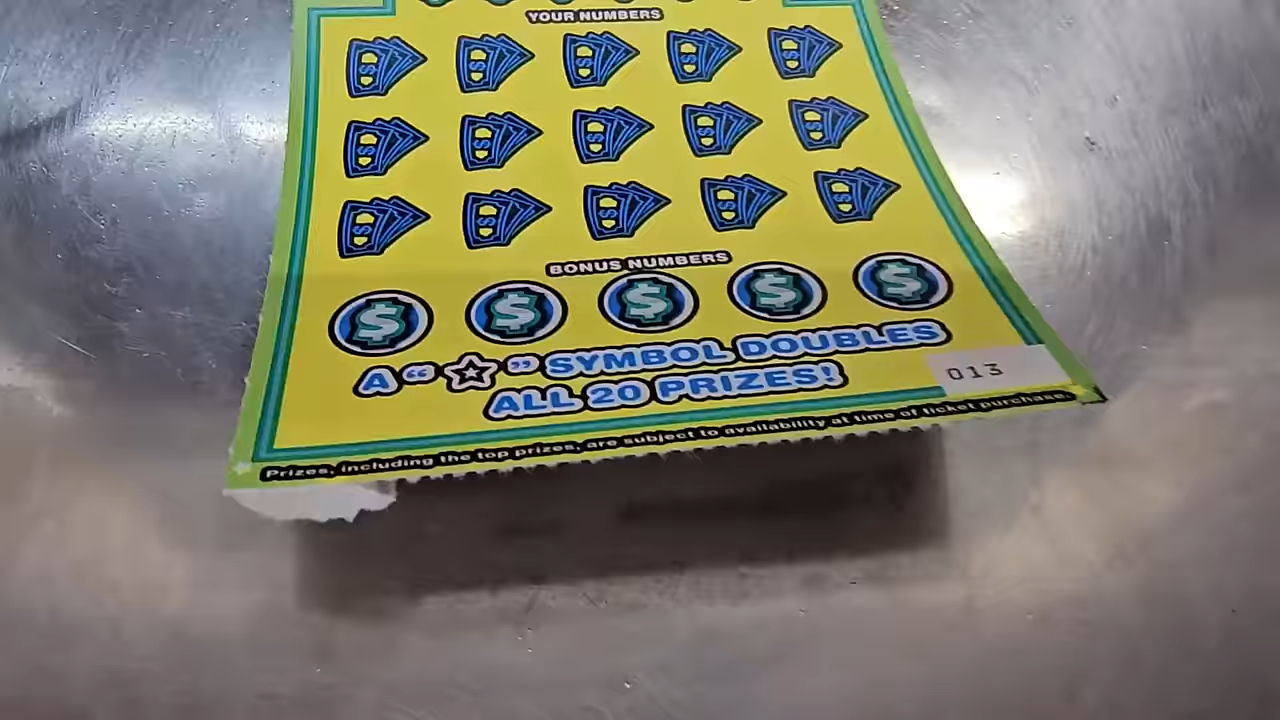 YOUR NUMBERS
BONUS NUMBERS
A “☆” SYMBOL DOUBLES
ALL 20 PRIZES!
013
Prizes, including the top prizes, are subject to availability at time of ticket purchase.